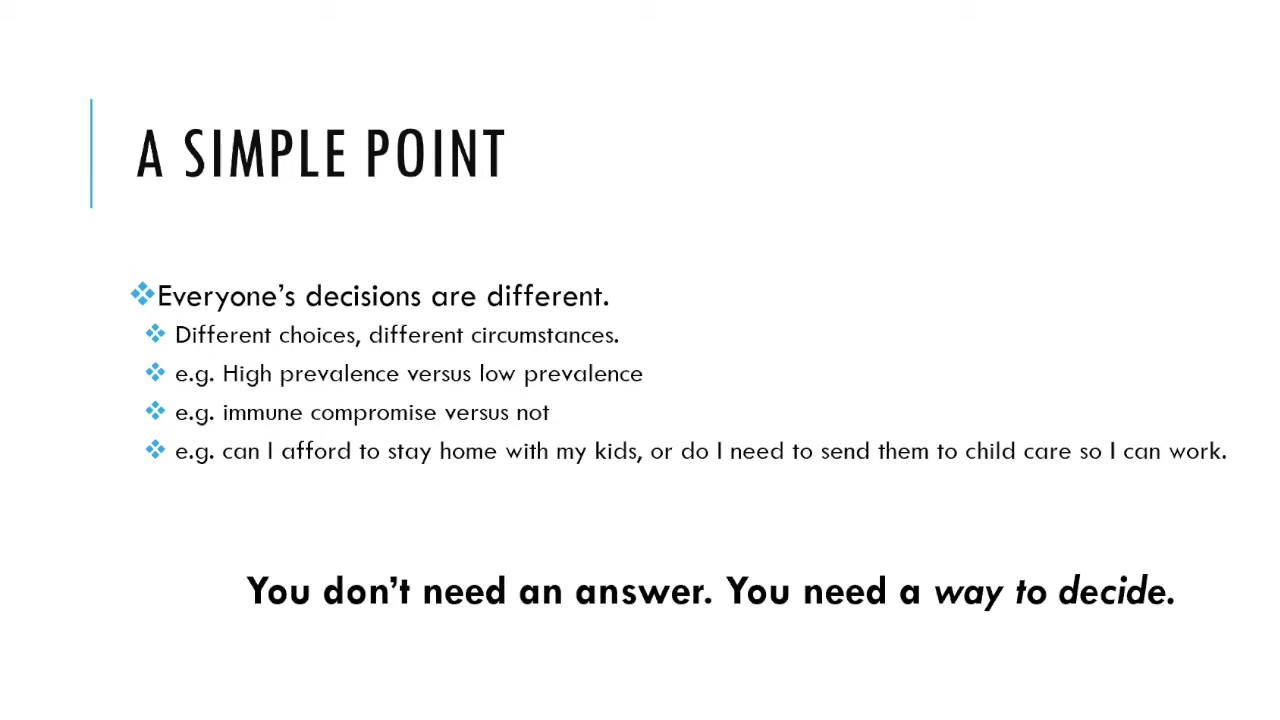 A SIMPLE POINT
❖Everyone's decisions are different.
❖ Different choices, different circumstances.
❖ e.g. High prevalence versus low prevalence
❖ e.g. immune compromise versus not
❖ e.g. can I afford to stay home with my kids, or do I need to send them to child care so I can work.
You don't need an answer. You need a way to decide.